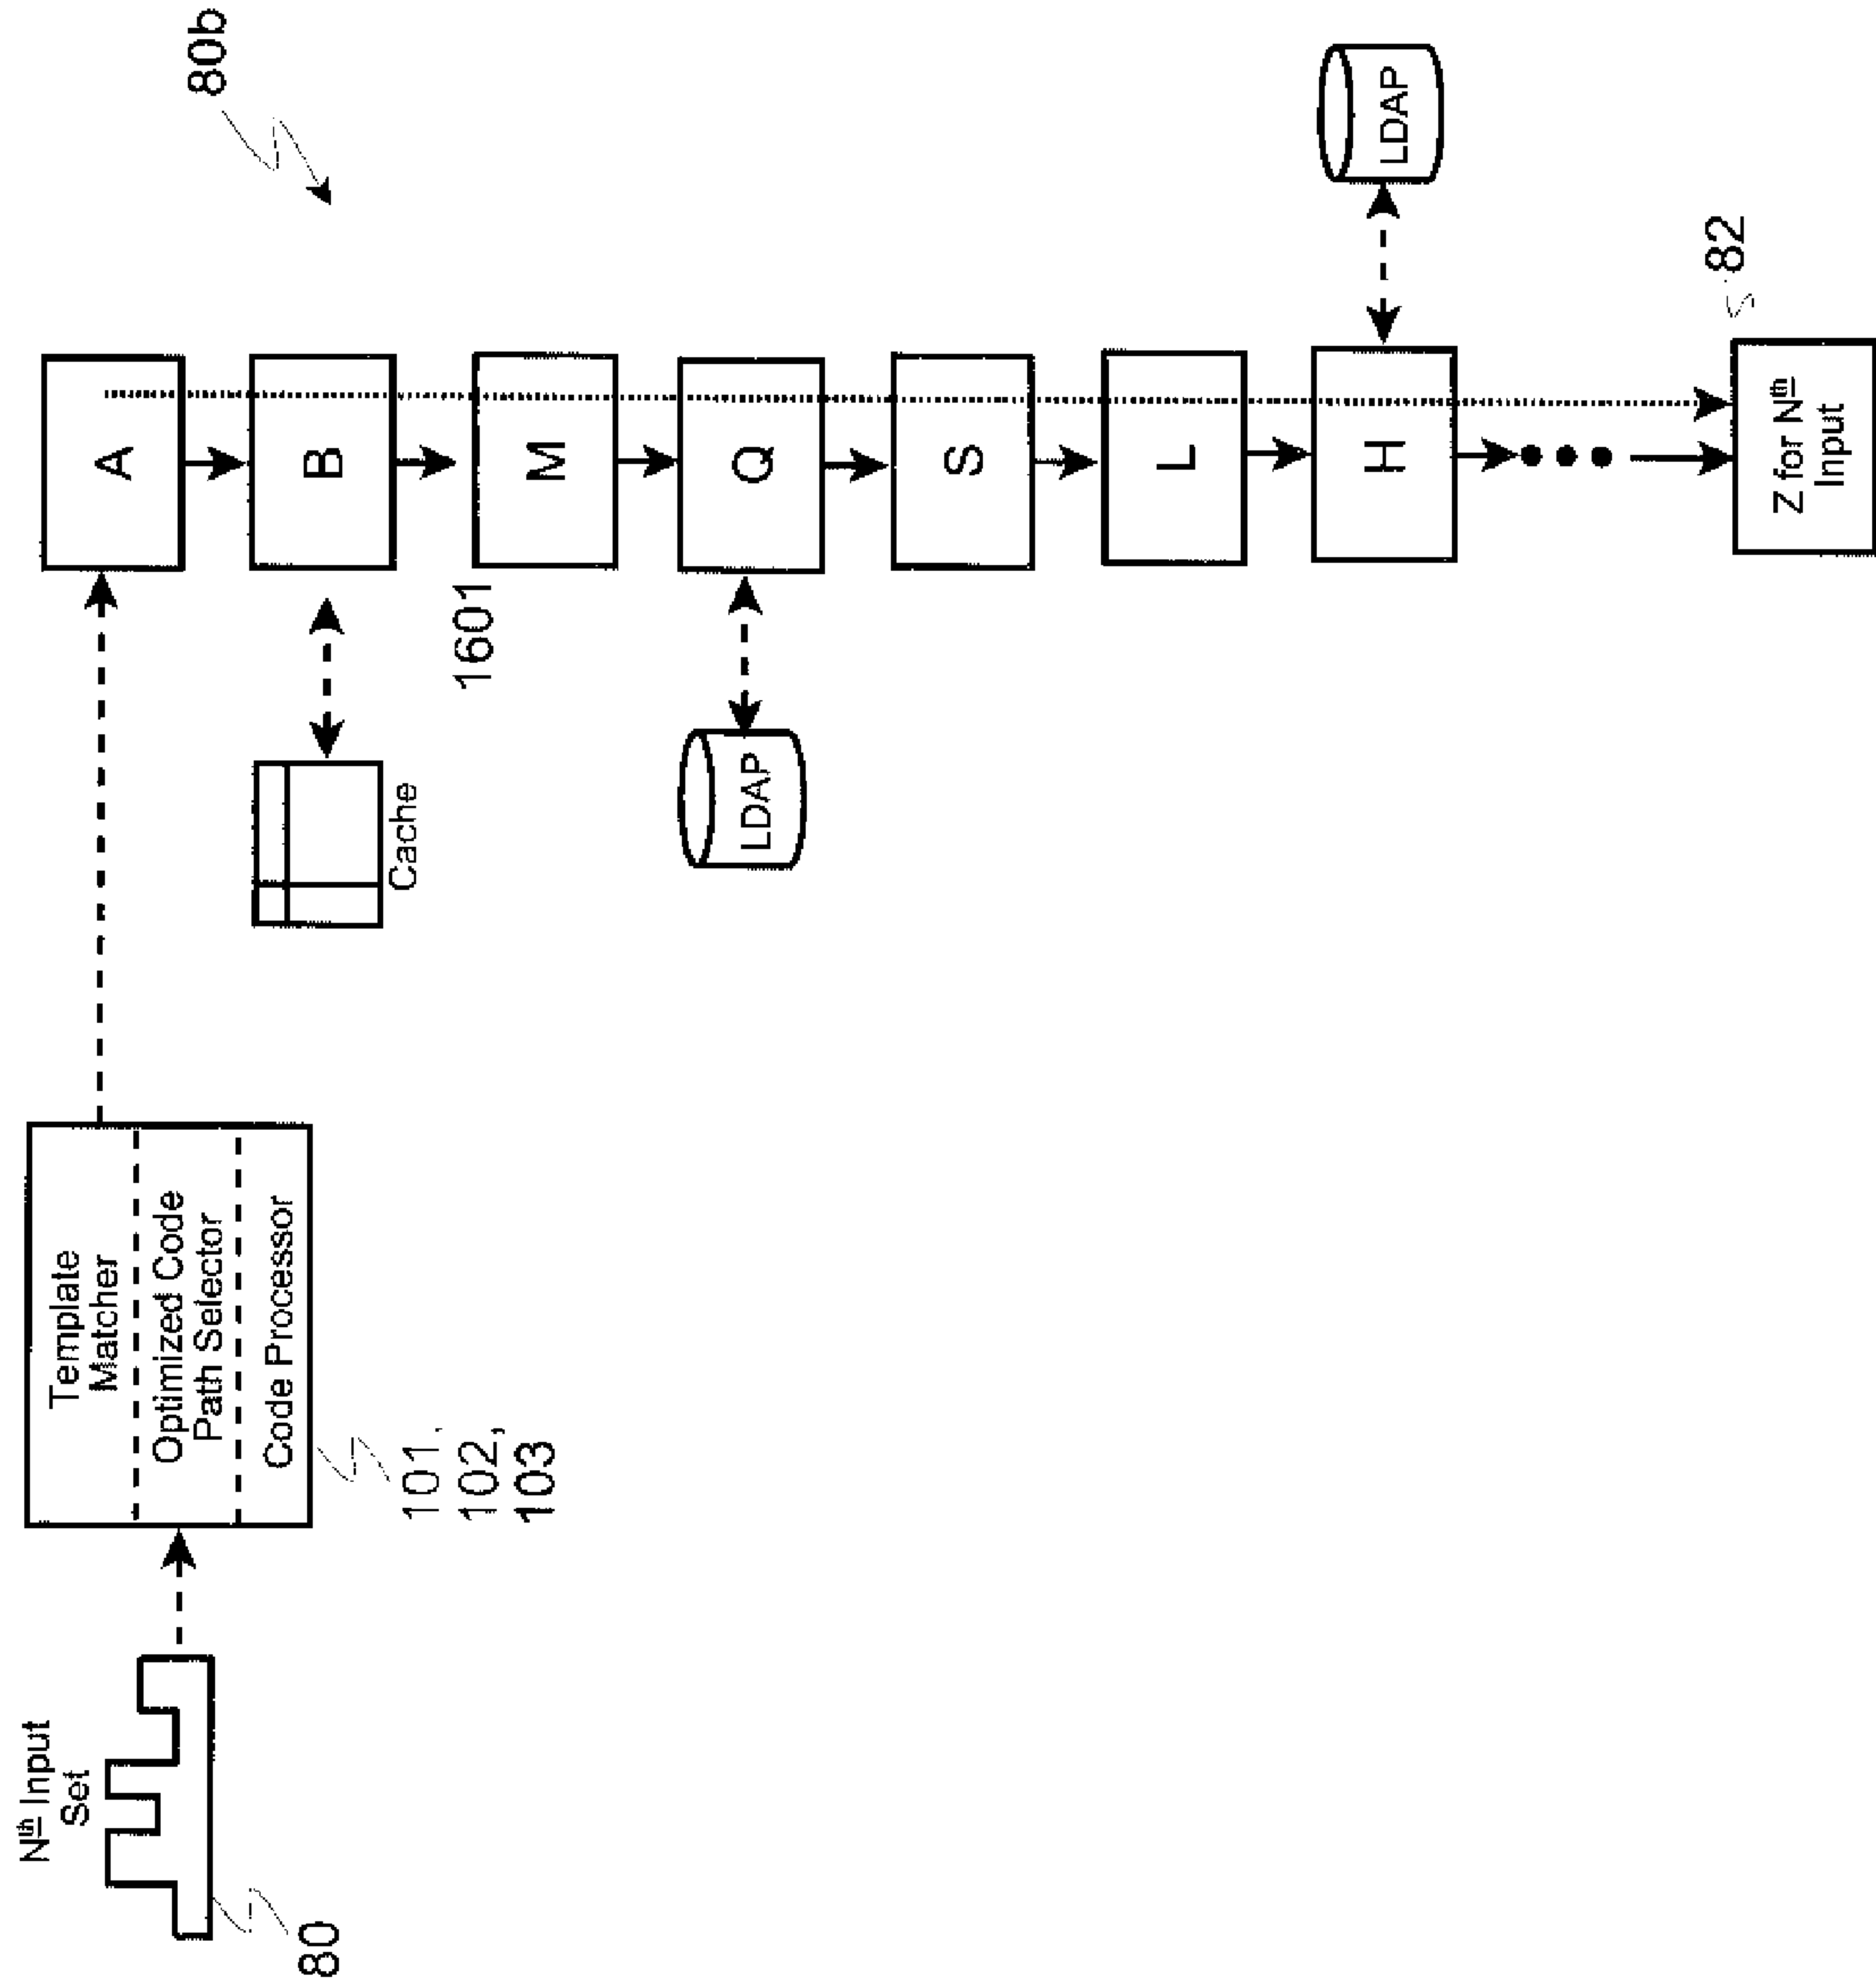 Nth Input
Set
80
Template
Matcher
Optimized Code
Path Selector
Code Processor
101,
102,
103
80b
A
B
Cache
1601
M
Q
LDAP
S
L
H
LDAP
82
Z for Nth
Input